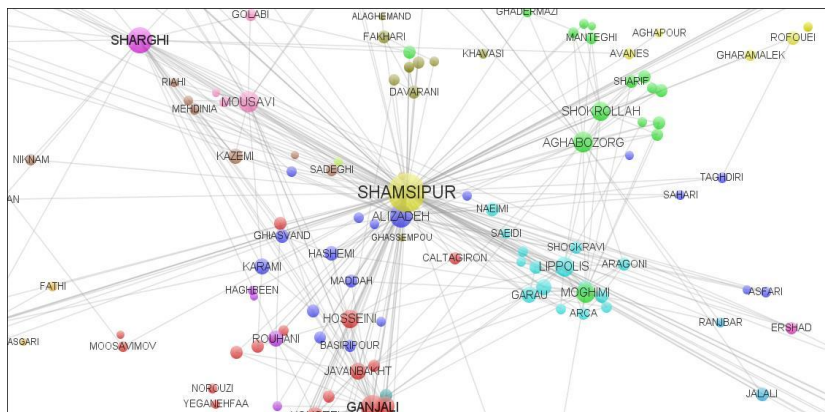 GOLABI
ALAGHEMAND
GHADERMAZI
SHARGHI
FAKHARI
MANTEGHI
AGHAPOUR
ROFOUEI
KHAVASI
AVANES
GHARAMALEK
RIAHI
DAVARANI
SHARIF
MEHDINIA
MOUSAVI
SHOKROLLAH
AGHABOZORG
NIKNAM
KAZEMI
SADEGHI
TAGHDIRI
SHAMSIPUR
SAHARI
AN
ALIZADEH
NAEIMI
GHIASVAND
GHASSEMPOU
SAEIDI
HASHEMI
CALTAGIRON
SHOCKRAVI
KARAMI
LIPPOLIS
ARAGONI
MADDAH
FATHI
HAGHBEEN
GARAU
MOGHIMI
ASFARI
HOSSEINI
ARCA
RANJBAR
ERSHAD
ASGARI
MOOSAVIMOV
ROUHANI
BASIRIPOUR
JAVANBAKHT
NOROUZI
JALALI
YEGANEHFAA
GANJALI